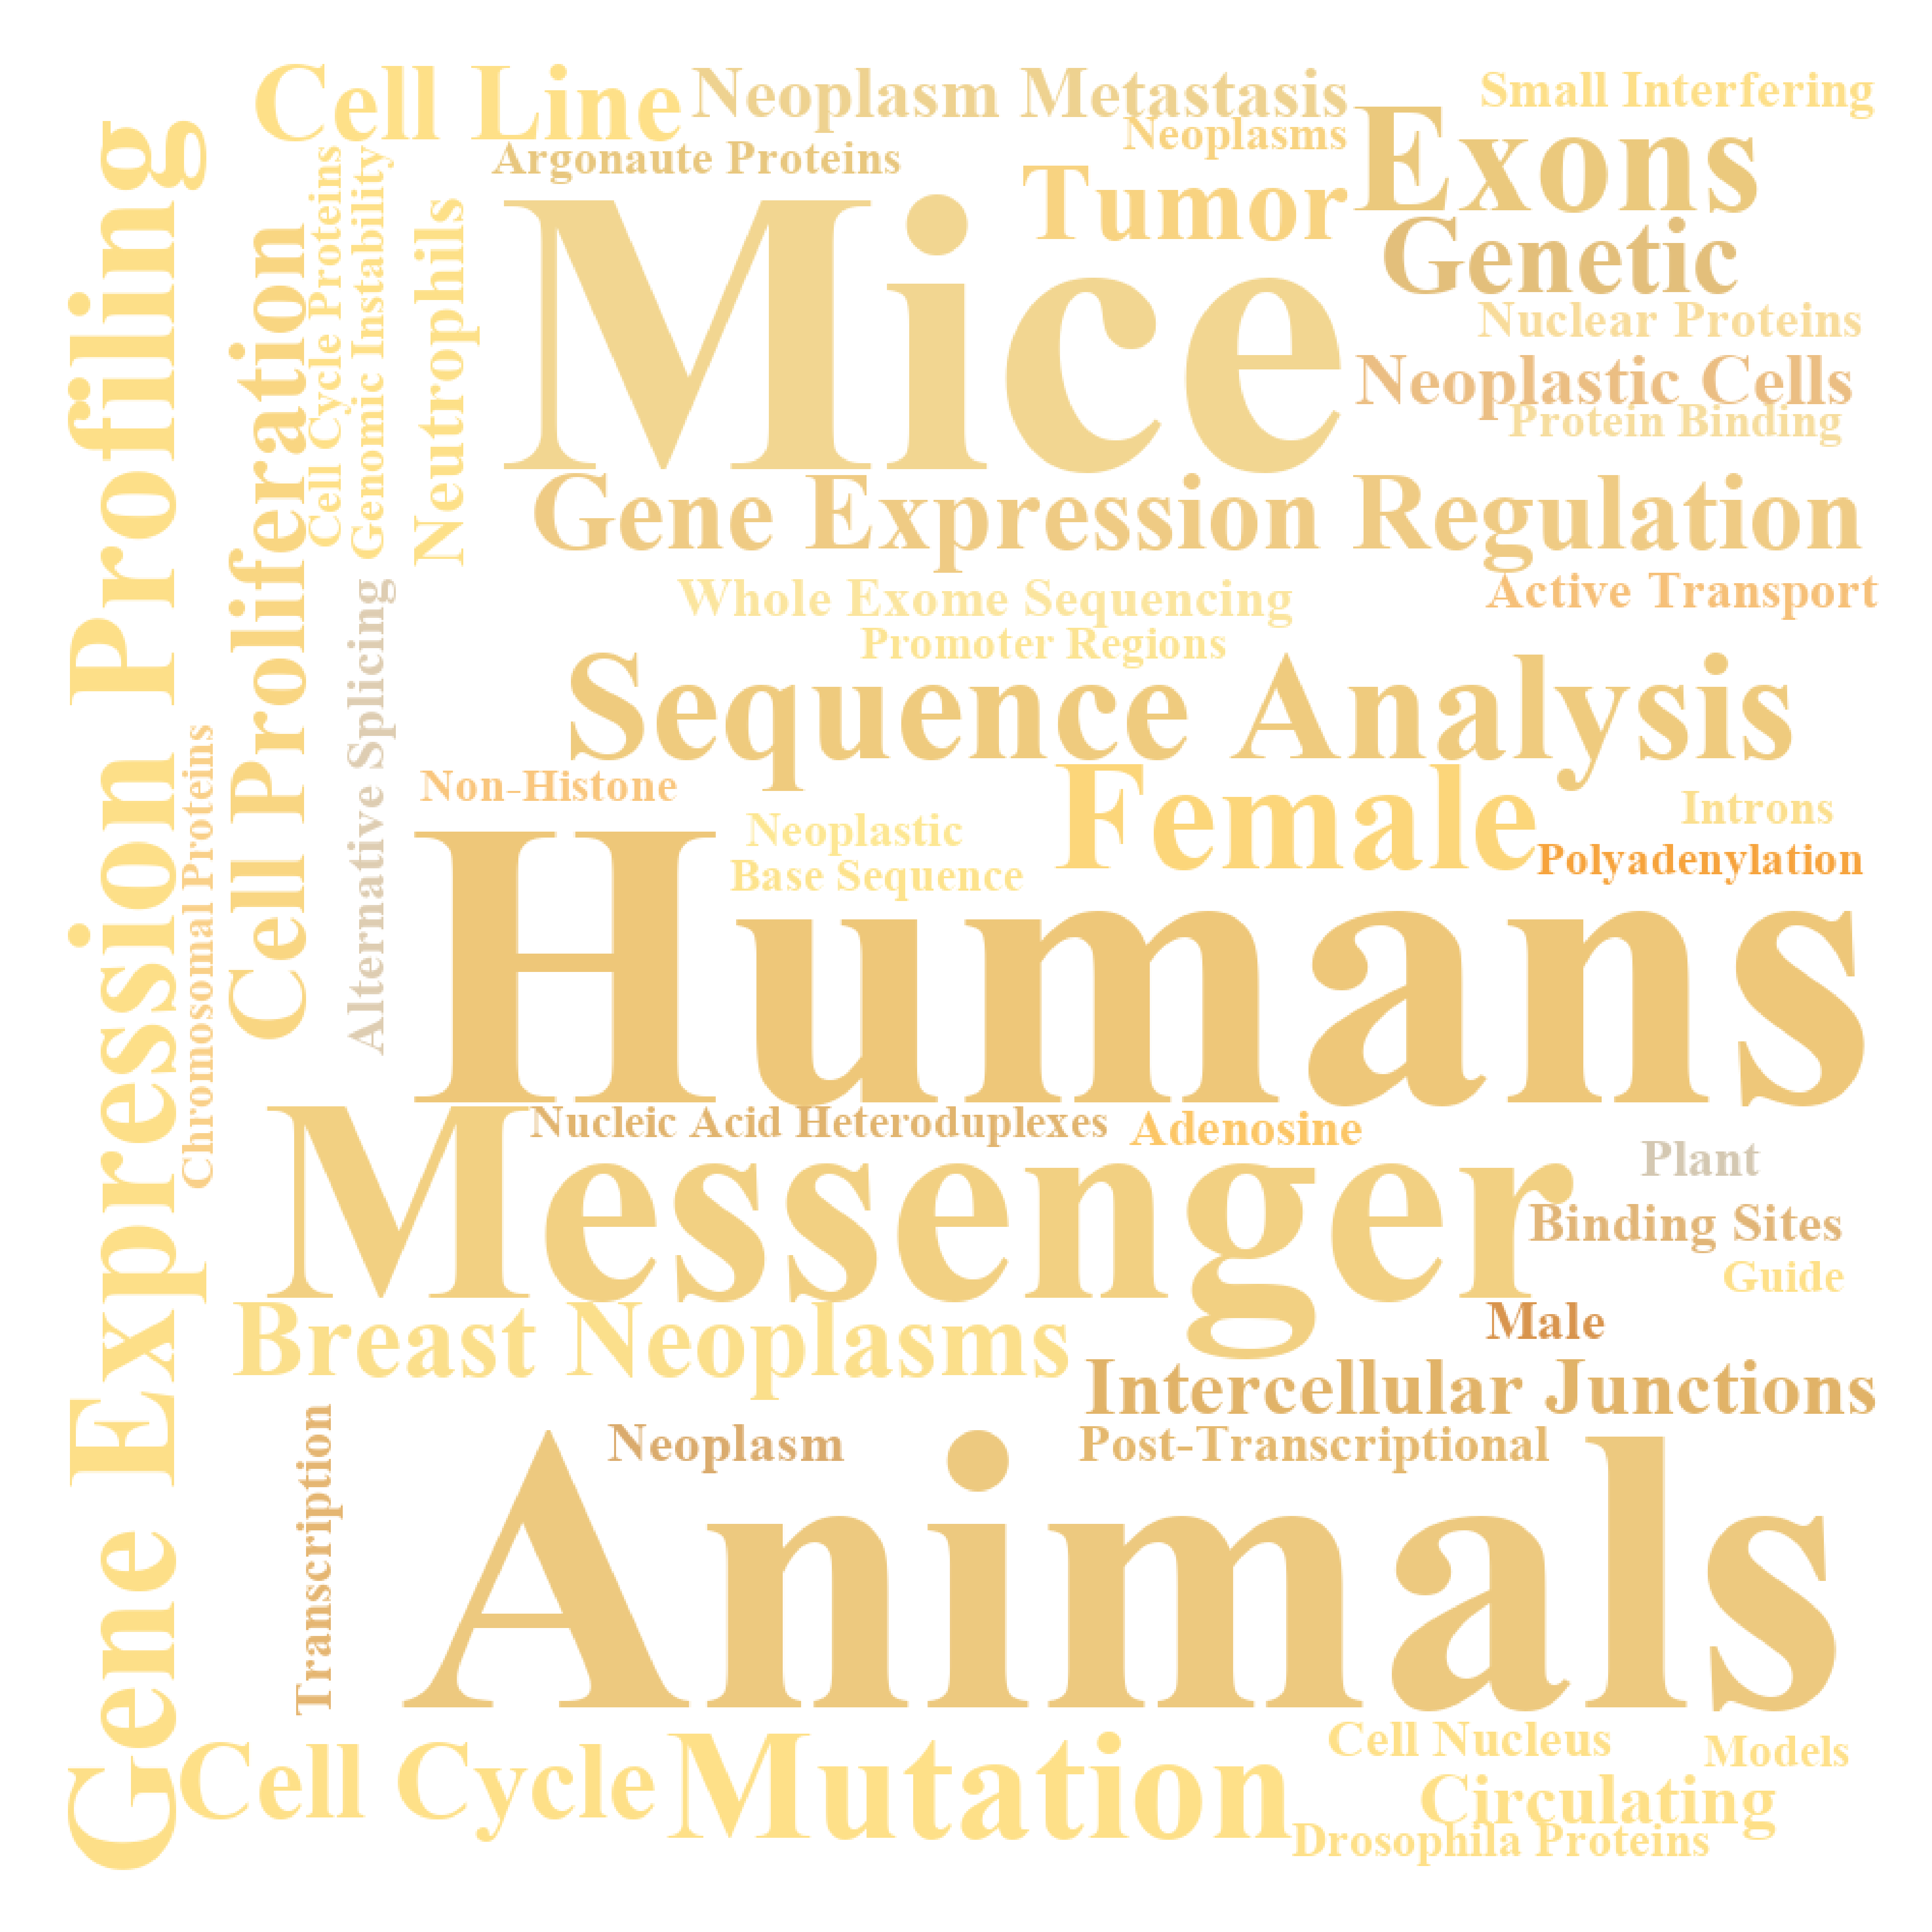 Cell Line
Neoplasm Metastasis
Small Interfering
Neoplasms
Exons
Argonaute Proteins
Tumor
Mice
Genetic
Nuclear Proteins
Neoplastic Cells
Protein Binding
Gene Expression Profiling
Cell Proliferation
Cell Cycle Proteins
Genomic Instability
Neutrophils
Gene Expression Regulation
Whole Exome Sequencing
Active Transport
Promoter Regions
Alternative Splicing
Sequence Analysis
Chromosomal Proteins
Non-Histone
Female
Introns
Neoplastic
Polyadenylation
Base Sequence
Humans
Nucleic Acid Heteroduplexes
Adenosine
Plant
Messenger
Binding Sites
Guide
Male
Breast Neoplasms
Intercellular Junctions
Neoplasm
Post-Transcriptional
Transcription
Animals
Cell Nucleus
Models
Cell Cycle
Mutation
Circulating
Drosophila Proteins